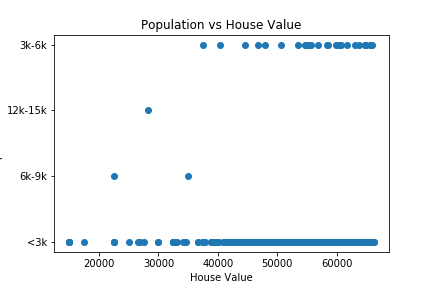 Population vs House Value
3k-6k
12k-15k
6k-9k
<3k
20000 30000 40000 50000 60000
House Value